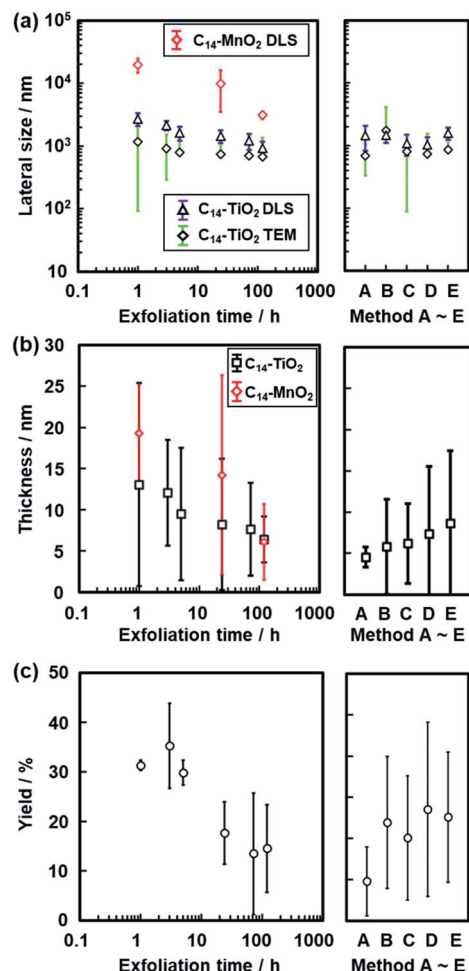 (a)
10⁵
10⁴
10³
10²
10
Lateral size / nm
C₁₄-MnO₂ DLS
C₁₄-TiO₂ DLS
C₁₄-TiO₂ TEM
0.1 1 10 100 1000
Exfoliation time / h
A B C D E
Method A ~ E
(b)
30
25
20
15
10
5
0
Thickness / nm
C₁₄-TiO₂
C₁₄-MnO₂
0.1 1 10 100 1000
Exfoliation time / h
A B C D E
Method A ~ E
(c)
50
40
30
20
10
0
Yield / %
0.1 1 10 100 1000
Exfoliation time / h
A B C D E
Method A ~ E